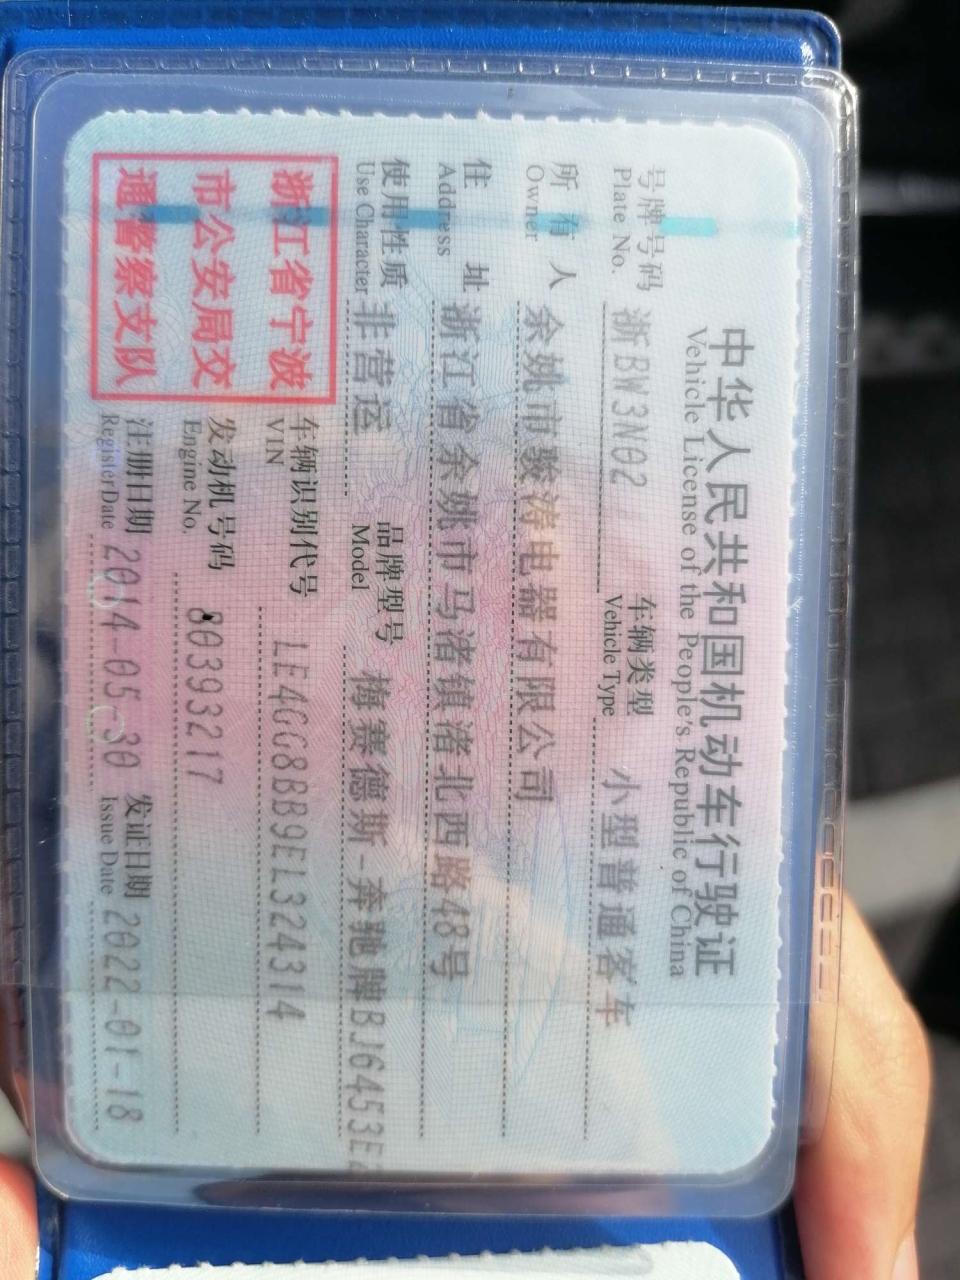 中华人民共和国机动车行驶证
Vehicle License of the People's Republic of China
号牌号码 浙BW3N02 车辆类型 小型普通客车
Plate No. Vehicle Type
所有人 余姚市骏涛电器有限公司
Owner
住址 浙江省余姚市马渚镇渚北西路48号
Address
使用性质 非营运 品牌型号 梅赛德斯-奔驰牌BJ6453E
Use Character Model
浙江省宁波
市公安局交
通警察支队
车辆识别代号 LE4GG8BB9EL324314
VIN
发动机号码 80393217
Engine No.
注册日期 2014-05-30 发证日期 2022-01-18
Register Date Issue Date